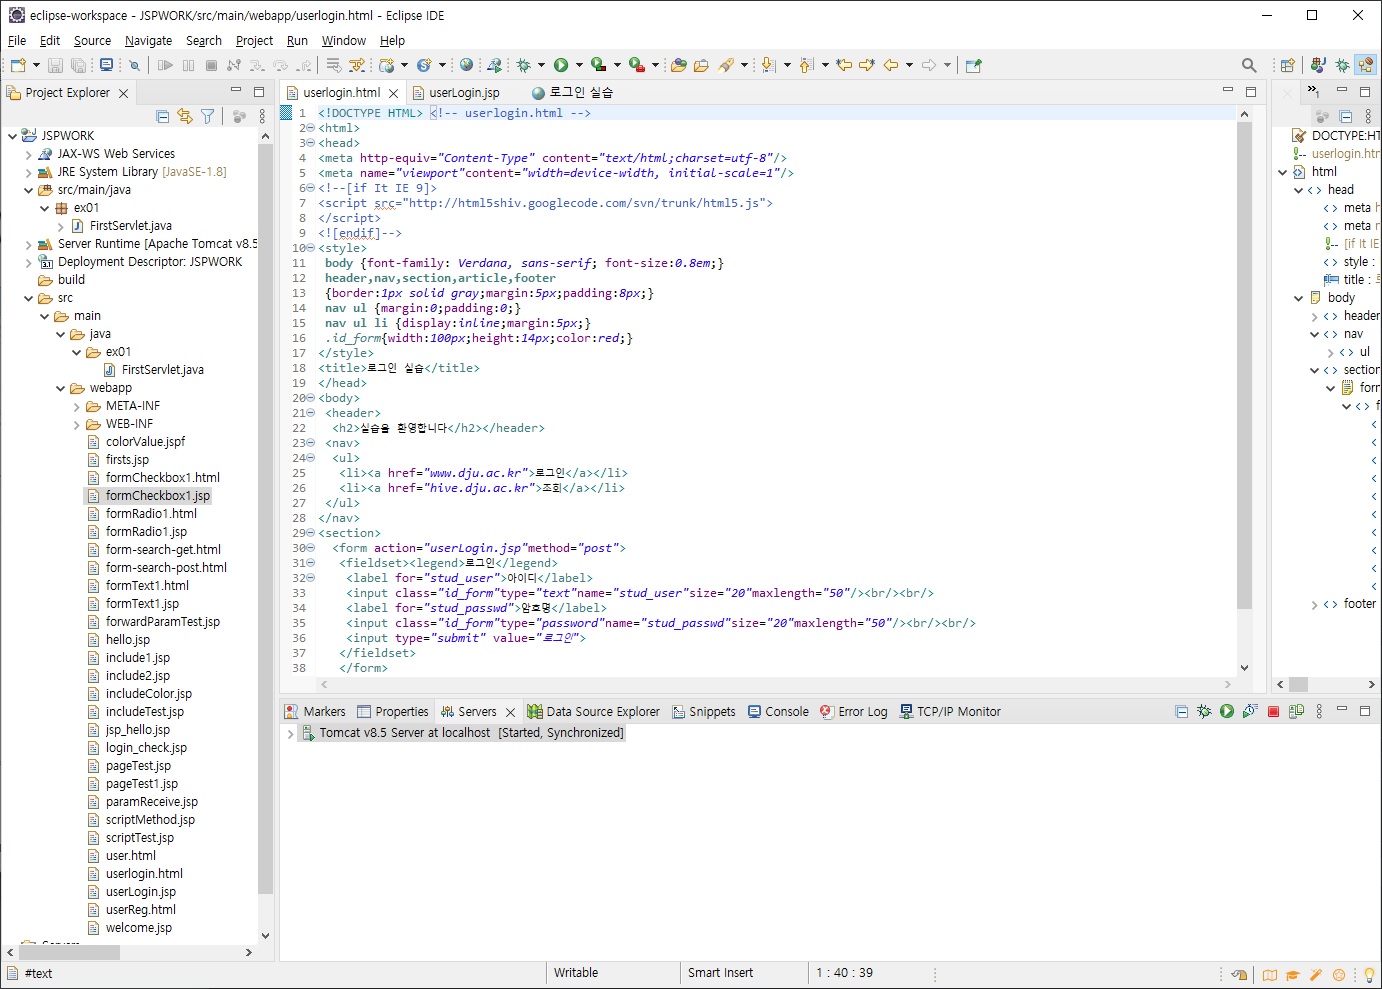 eclipse-workspace - JSPWORK/src/main/webapp/userlogin.html - Eclipse IDE
File Edit Source Navigate Search Project Run Window Help
Project Explorer
JSPWORK
JAX-WS Web Services
JRE System Library [JavaSE-1.8]
src/main/java
ex01
FirstServlet.java
Server Runtime [Apache Tomcat v8.5
Deployment Descriptor: JSPWORK
build
src
main
java
ex01
FirstServlet.java
webapp
META-INF
WEB-INF
colorValue.jspf
firsts.jsp
formCheckbox1.html
formCheckbox1.jsp
formRadio1.html
formRadio1.jsp
form-search-get.html
form-search-post.html
formText1.html
formText1.jsp
forwardParamTest.jsp
hello.jsp
include1.jsp
include2.jsp
includeColor.jsp
includeTest.jsp
jsp_hello.jsp
login_check.jsp
pageTest.jsp
pageTest1.jsp
paramReceive.jsp
scriptMethod.jsp
scriptTest.jsp
user.html
userlogin.html
userLogin.jsp
userReg.html
welcome.jsp
userlogin.html userLogin.jsp 로그인 실습
1 <!DOCTYPE HTML> <!-- userlogin.html -->
2 <html>
3 <head>
4 <meta http-equiv="Content-Type" content="text/html;charset=utf-8"/>
5 <meta name="viewport"content="width=device-width, initial-scale=1"/>
6 <!--[if It IE 9]>
7 <script src="http://html5shiv.googlecode.com/svn/trunk/html5.js">
8 </script>
9 <![endif]-->
10 <style>
11 body {font-family: Verdana, sans-serif; font-size:0.8em;}
12 header,nav,section,article,footer
13 {border:1px solid gray;margin:5px;padding:8px;}
14 nav ul {margin:0;padding:0;}
15 nav ul li {display:inline;margin:5px;}
16 .id_form{width:100px;height:14px;color:red;}
17 </style>
18 <title>로그인 실습</title>
19 </head>
20 <body>
21 <header>
22 <h2>실습을 환영합니다</h2></header>
23 <nav>
24 <ul>
25 <li><a href="www.dju.ac.kr">로그인</a></li>
26 <li><a href="hive.dju.ac.kr">조회</a></li>
27 </ul>
28 </nav>
29 <section>
30 <form action="userLogin.jsp"method="post">
31 <fieldset><legend>로그인</legend>
32 <label for="stud_user">아이디</label>
33 <input class="id_form"type="text"name="stud_user"size="20"maxlength="50"/><br/><br/>
34 <label for="stud_passwd">암호명</label>
35 <input class="id_form"type="password"name="stud_passwd"size="20"maxlength="50"/><br/><br/>
36 <input type="submit" value="로그인">
37 </fieldset>
38 </form>
DOCTYPE:HT
userlogin.htm
html
head
meta h
meta n
[if It IE
style :
title : 로
body
header
nav
ul
section
forr
f
footer
Markers Properties Servers Data Source Explorer Snippets Console Error Log TCP/IP Monitor
Tomcat v8.5 Server at localhost [Started, Synchronized]
#text Writable Smart Insert 1 : 40 : 39